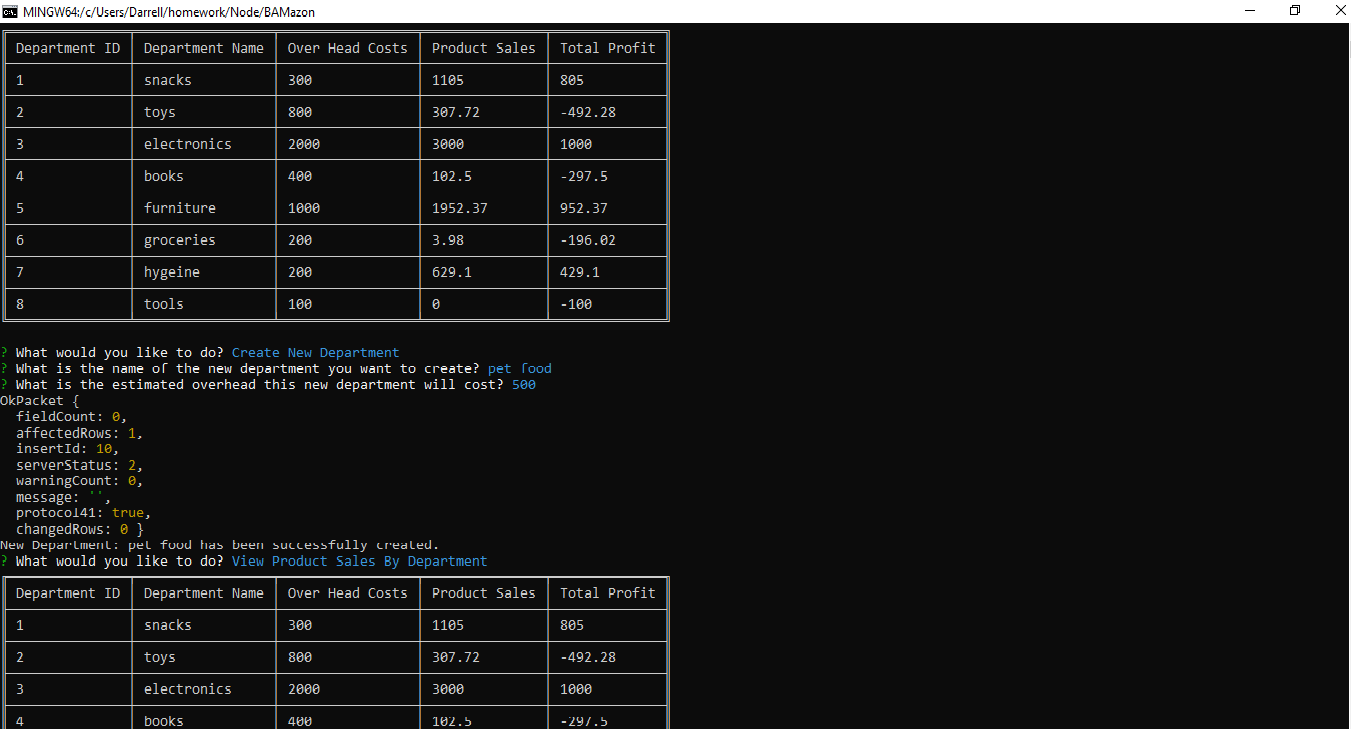 MINGW64:/c/Users/Darrell/homework/Node/BAMazon
Department ID Department Name Over Head Costs Product Sales Total Profit
1 snacks 300 1105 805
2 toys 800 307.72 -492.28
3 electronics 2000 3000 1000
4 books 400 102.5 -297.5
5 furniture 1000 1952.37 952.37
6 groceries 200 3.98 -196.02
7 hygeine 200 629.1 429.1
8 tools 100 0 -100
? What would you like to do? Create New Department
? What is the name of the new department you want to create? pet food
? What is the estimated overhead this new department will cost? 500
OkPacket {
fieldCount: 0,
affectedRows: 1,
insertId: 10,
serverStatus: 2,
warningCount: 0,
message: '',
protocol41: true,
changedRows: 0 }
New Department: pet food has been successfully created.
? What would you like to do? View Product Sales By Department
Department ID Department Name Over Head Costs Product Sales Total Profit
1 snacks 300 1105 805
2 toys 800 307.72 -492.28
3 electronics 2000 3000 1000
4 books 400 102.5 -297.5